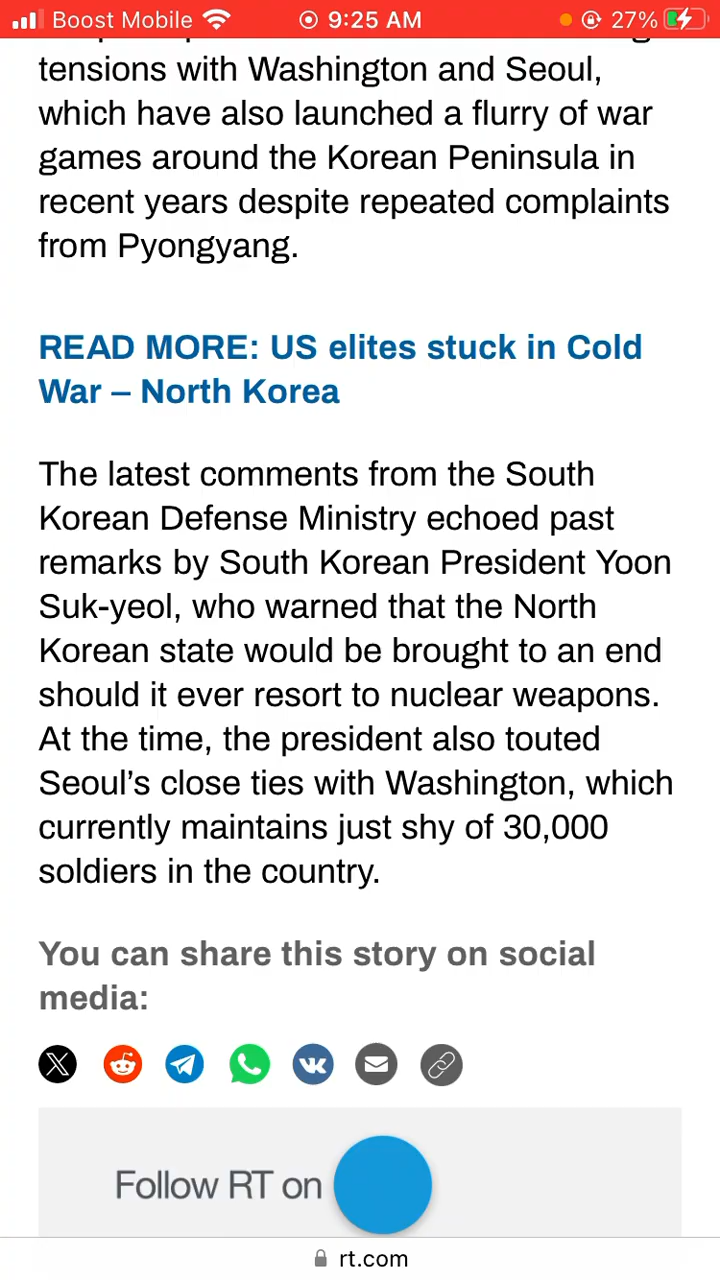 Boost Mobile 9:25 AM 27%
tensions with Washington and Seoul,
which have also launched a flurry of war
games around the Korean Peninsula in
recent years despite repeated complaints
from Pyongyang.
READ MORE: US elites stuck in Cold
War – North Korea
The latest comments from the South
Korean Defense Ministry echoed past
remarks by South Korean President Yoon
Suk-yeol, who warned that the North
Korean state would be brought to an end
should it ever resort to nuclear weapons.
At the time, the president also touted
Seoul’s close ties with Washington, which
currently maintains just shy of 30,000
soldiers in the country.
You can share this story on social
media:
Follow RT on
rt.com